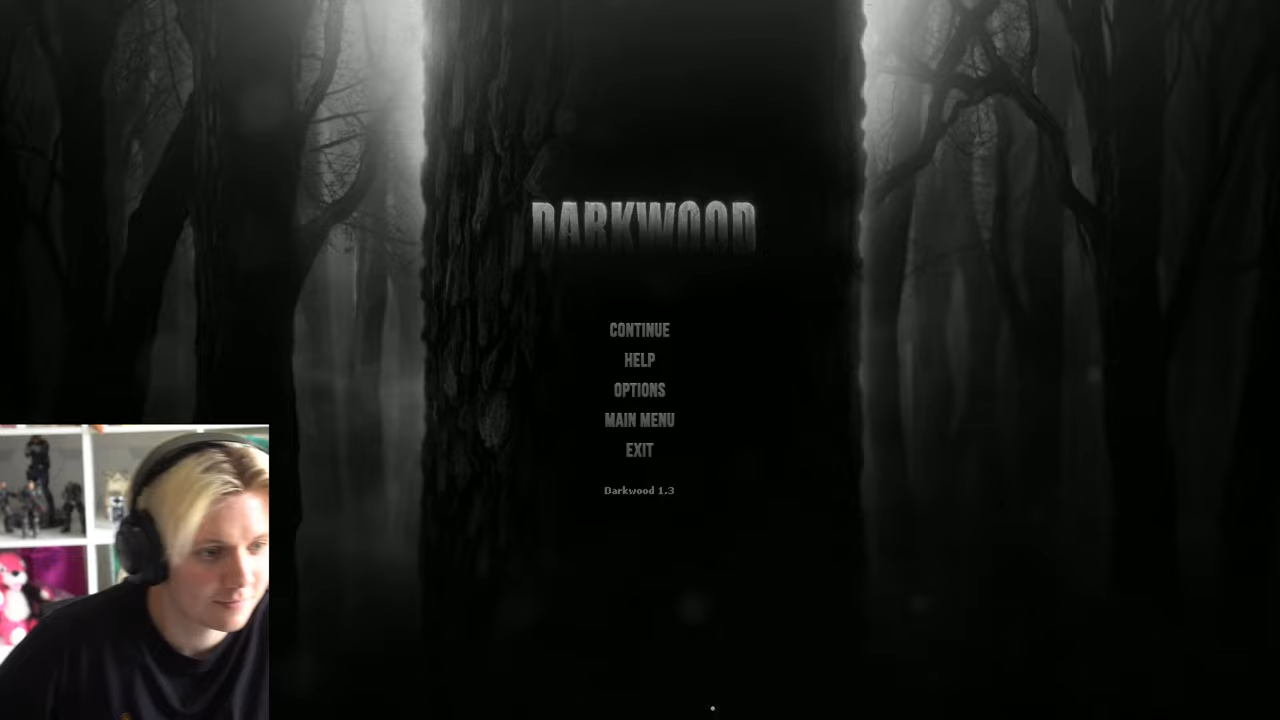 DARKWOOD
CONTINUE
HELP
OPTIONS
MAIN MENU
EXIT
Darkwood 1.3